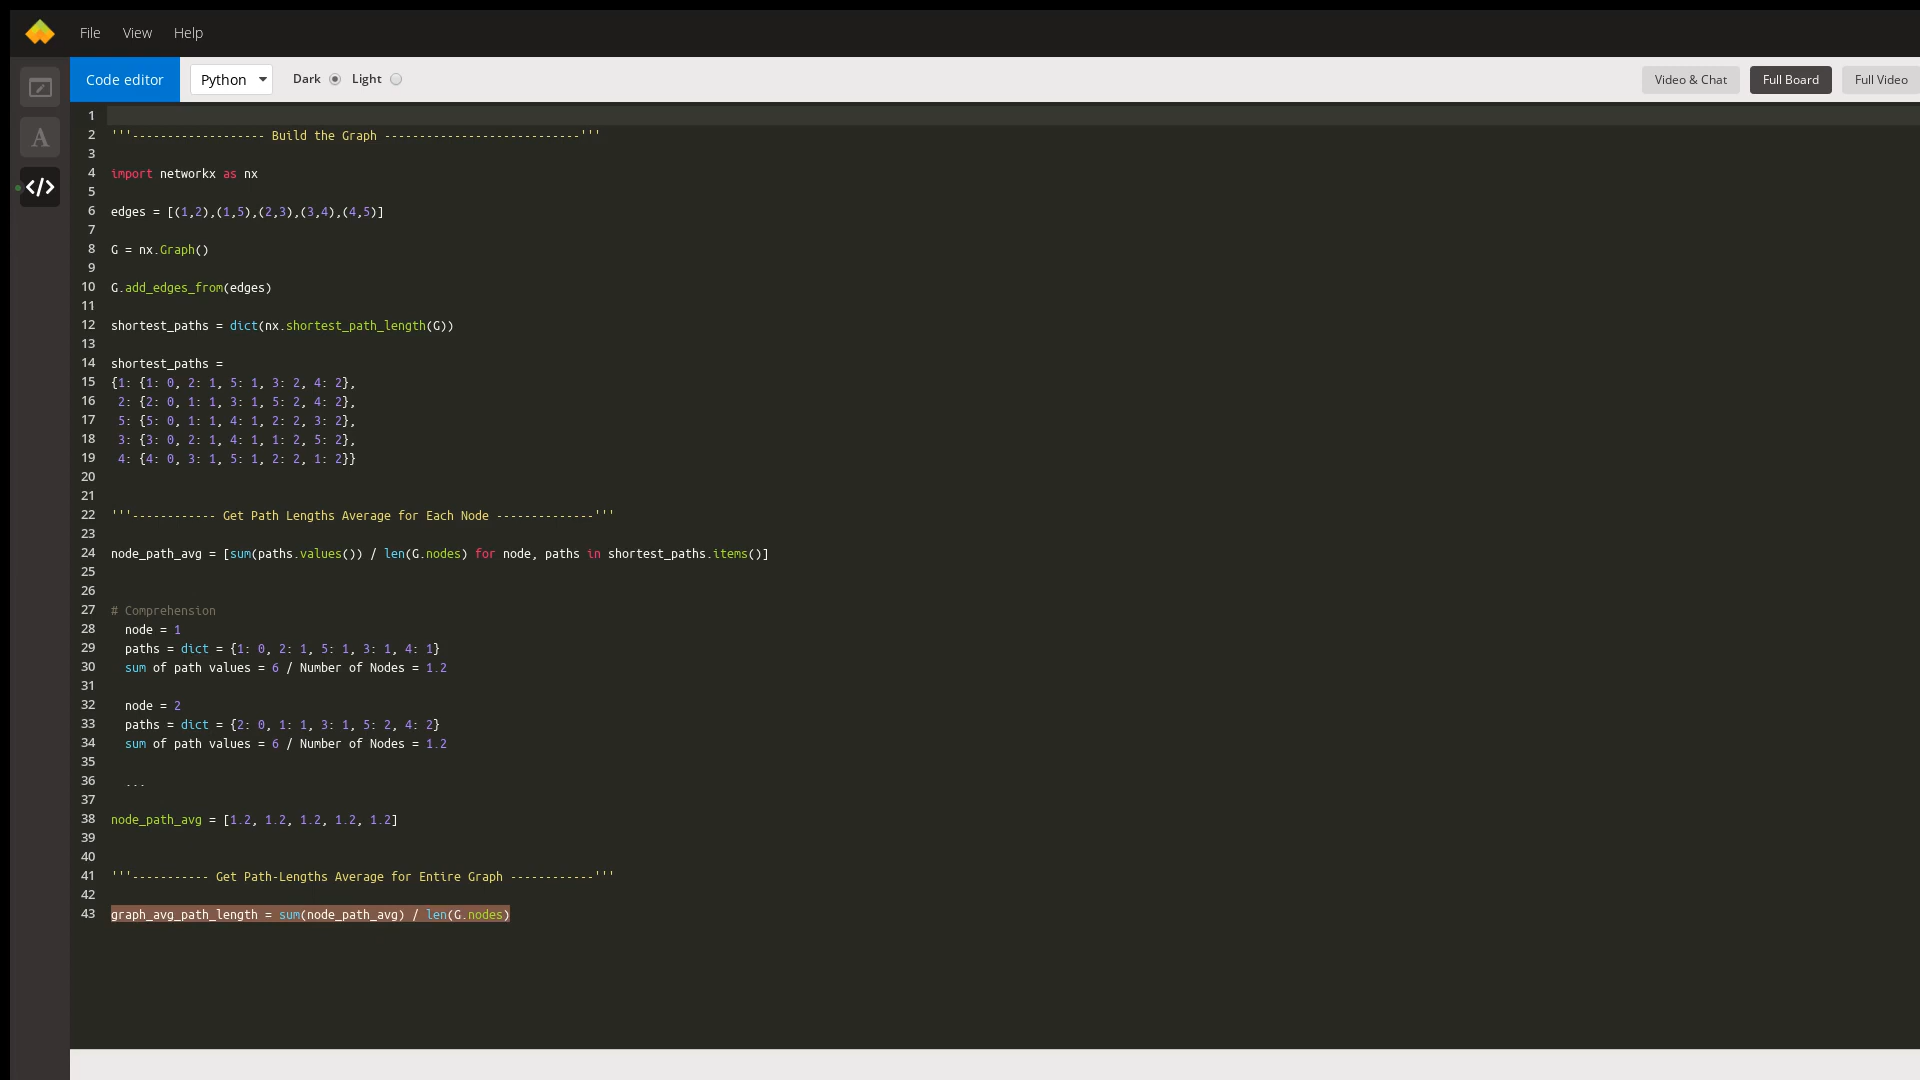 File View Help
Code editor Python Dark Light Video & Chat Full Board Full Video
A
</>
1
2 '''------------------- Build the Graph ----------------------------'''
3
4 import networkx as nx
5
6 edges = [(1,2),(1,5),(2,3),(3,4),(4,5)]
7
8 G = nx.Graph()
9
10 G.add_edges_from(edges)
11
12 shortest_paths = dict(nx.shortest_path_length(G))
13
14 shortest_paths =
15 {1: {1: 0, 2: 1, 5: 1, 3: 2, 4: 2},
16  2: {2: 0, 1: 1, 3: 1, 5: 2, 4: 2},
17  5: {5: 0, 1: 1, 4: 1, 2: 2, 3: 2},
18  3: {3: 0, 2: 1, 4: 1, 1: 2, 5: 2},
19  4: {4: 0, 3: 1, 5: 1, 2: 2, 1: 2}}
20
21
22 '''------------ Get Path Lengths Average for Each Node --------------'''
23
24 node_path_avg = [sum(paths.values()) / len(G.nodes) for node, paths in shortest_paths.items()]
25
26
27 # Comprehension
28   node = 1
29   paths = dict = {1: 0, 2: 1, 5: 1, 3: 1, 4: 1}
30   sum of path values = 6 / Number of Nodes = 1.2
31
32   node = 2
33   paths = dict = {2: 0, 1: 1, 3: 1, 5: 2, 4: 2}
34   sum of path values = 6 / Number of Nodes = 1.2
35
36   ...
37
38 node_path_avg = [1.2, 1.2, 1.2, 1.2, 1.2]
39
40
41 '''----------- Get Path-Lengths Average for Entire Graph ------------'''
42
43 graph_avg_path_length = sum(node_path_avg) / len(G.nodes)